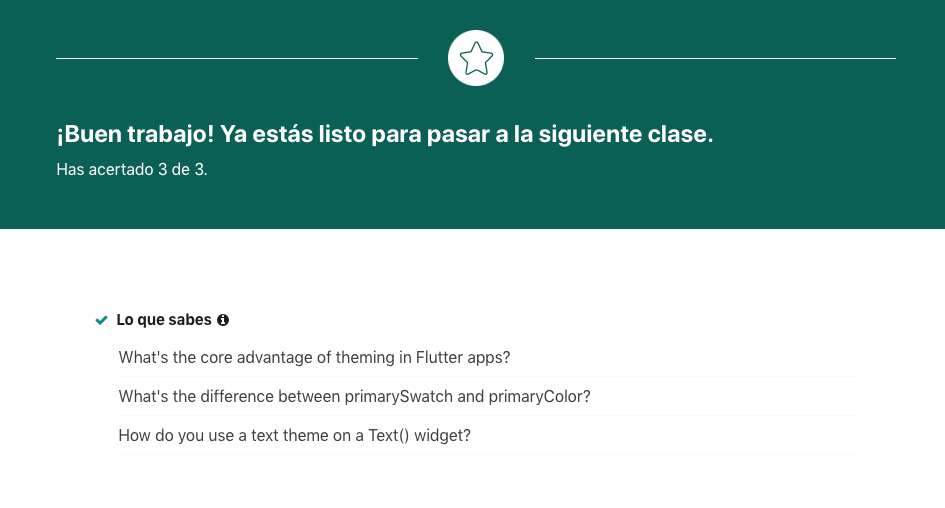 ¡Buen trabajo! Ya estás listo para pasar a la siguiente clase.
Has acertado 3 de 3.
Lo que sabes
What's the core advantage of theming in Flutter apps?
What's the difference between primarySwatch and primaryColor?
How do you use a text theme on a Text() widget?